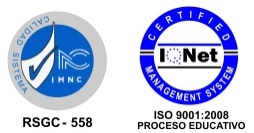 CALIDAD SISTEMA
IMNC
RSGC - 558
CERTIFIED
IQNet
MANAGEMENT SYSTEM
ISO 9001:2008
PROCESO EDUCATIVO